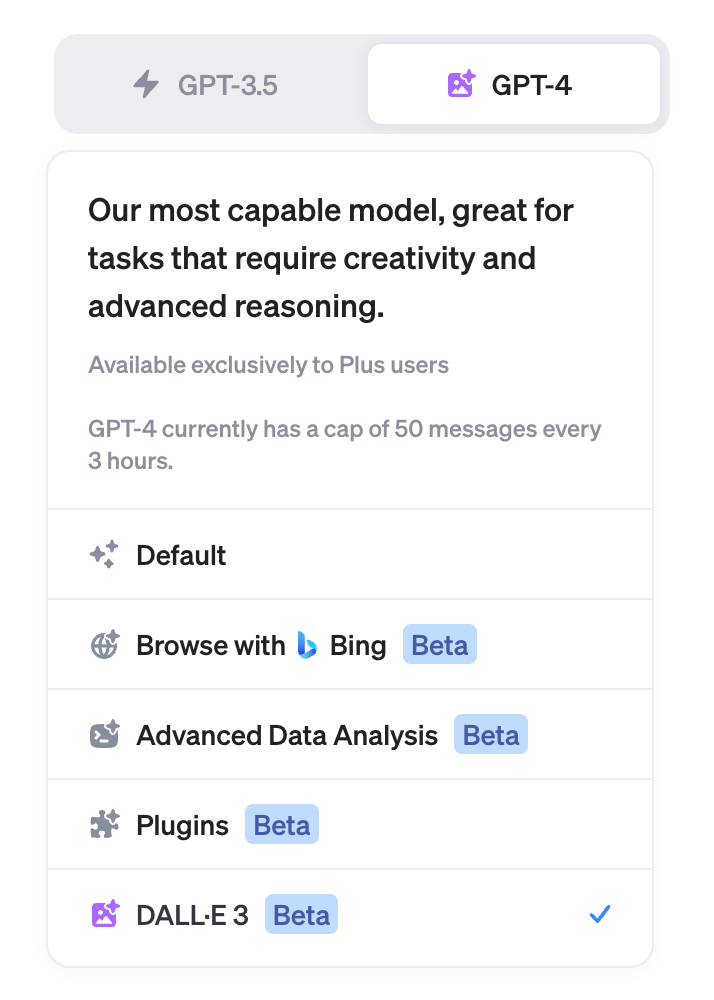 GPT-3.5
GPT-4
Our most capable model, great for
tasks that require creativity and
advanced reasoning.
Available exclusively to Plus users
GPT-4 currently has a cap of 50 messages every
3 hours.
Default
Browse with Bing Beta
Advanced Data Analysis Beta
Plugins Beta
DALL·E 3 Beta